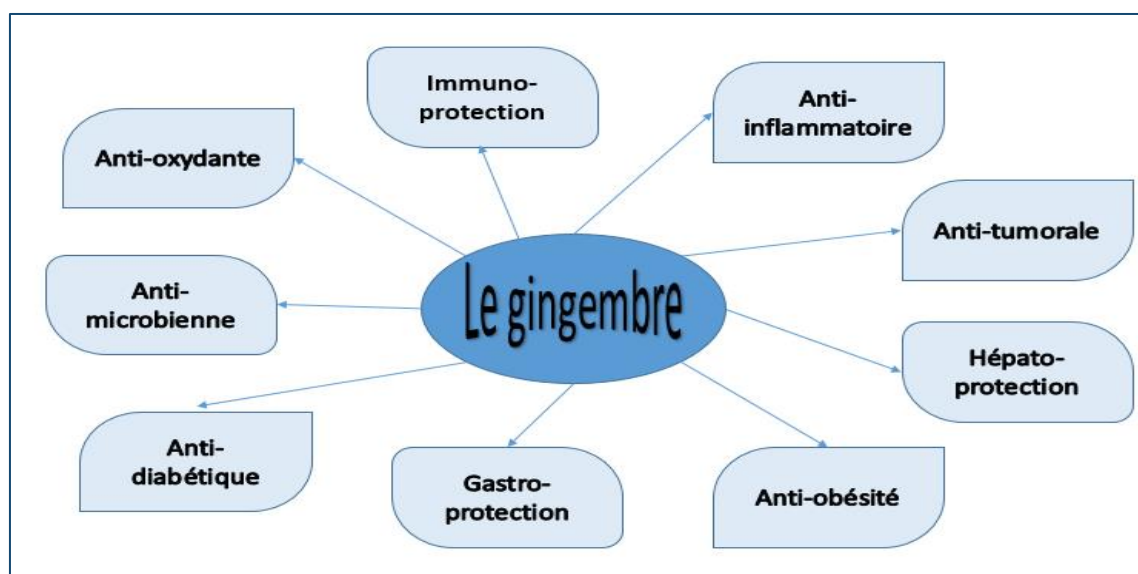 Immuno-
protection
Anti-
inflammatoire
Anti-oxydante
Anti-tumorale
Le gingembre
Anti-
microbienne
Hépato-
protection
Anti-
diabétique
Gastro-
protection
Anti-obésité